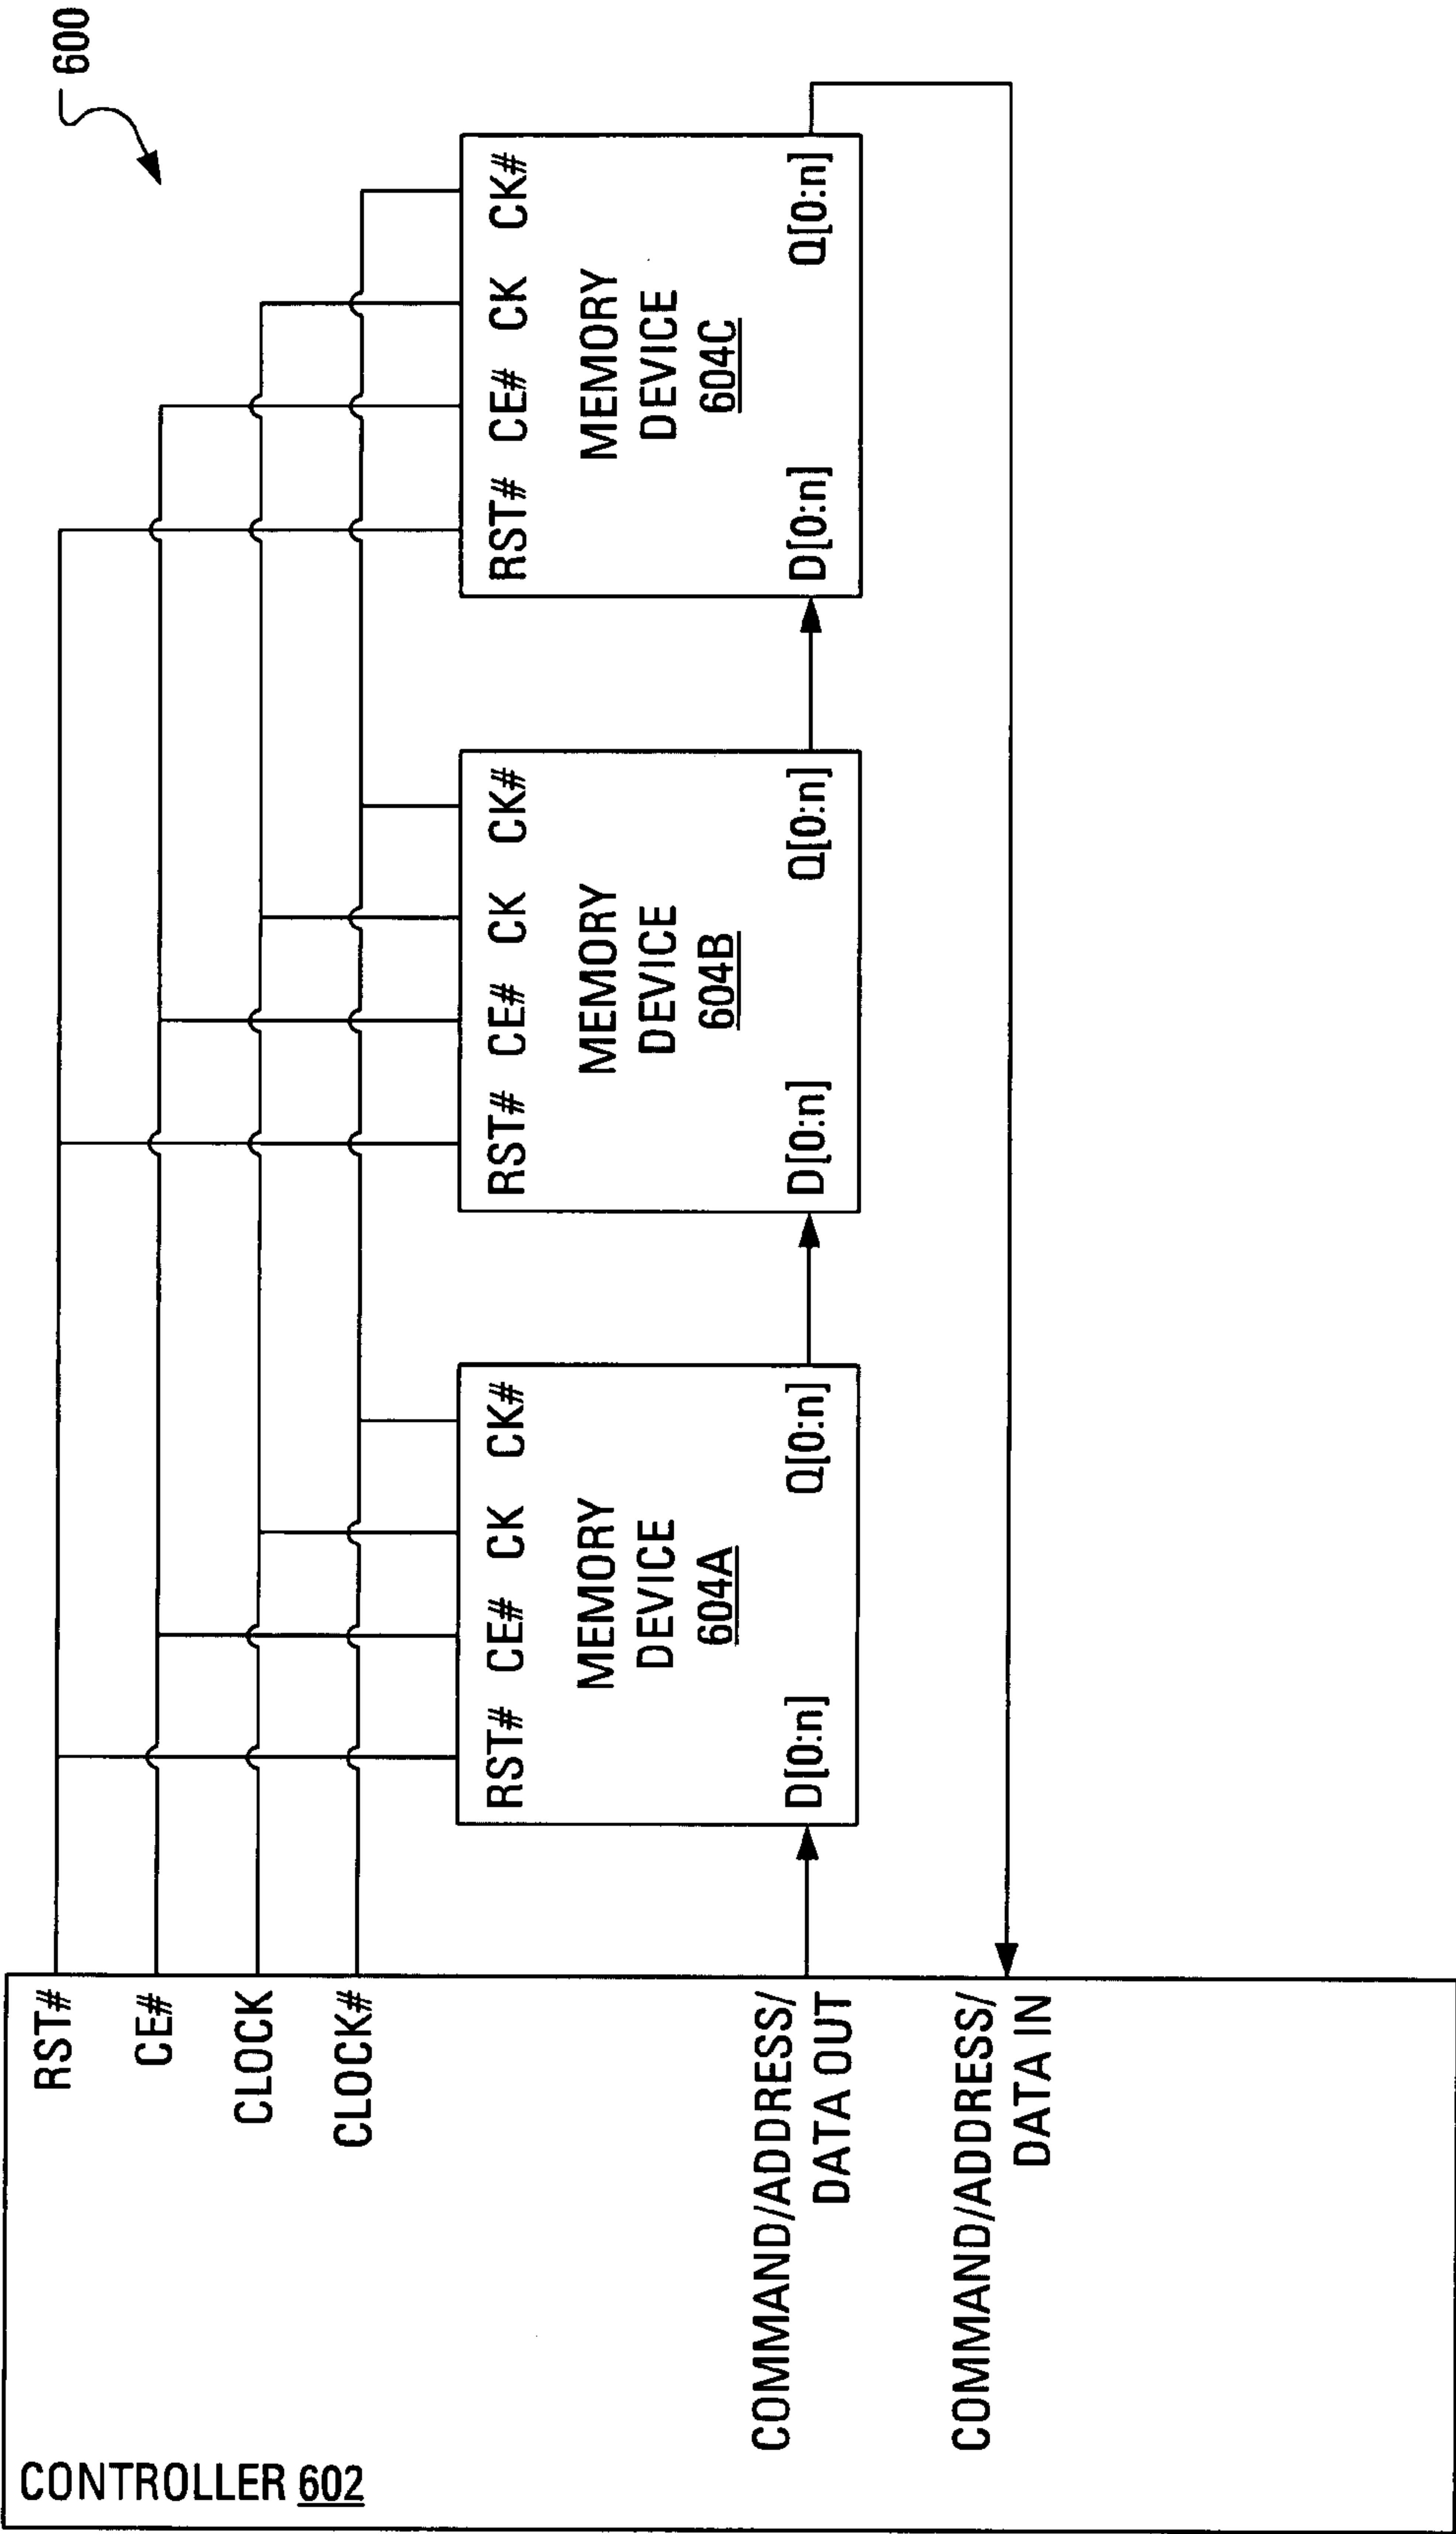 600
CONTROLLER 602
RST#
CE#
CLOCK
CLOCK#
COMMAND/ADDRESS/
DATA OUT
COMMAND/ADDRESS/
DATA IN
RST# CE# CK CK#
MEMORY
DEVICE
604A
D[0:n] Q[0:n]
RST# CE# CK CK#
MEMORY
DEVICE
604B
D[0:n] Q[0:n]
RST# CE# CK CK#
MEMORY
DEVICE
604C
D[0:n] Q[0:n]